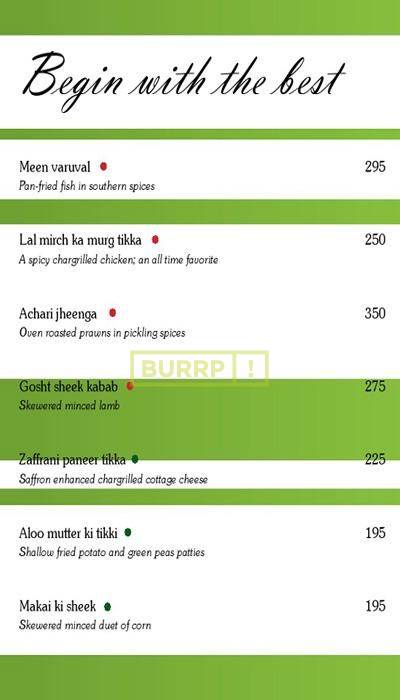 Begin with the best
Meen varuval 295
Pan-fried fish in southern spices
Lal mirch ka murg tikka 250
A spicy chargrilled chicken; an all time favorite
Achari jheenga 350
Oven roasted prawns in pickling spices
BURRP!
Gosht sheek kabab 275
Skewered minced lamb
Zaffrani paneer tikka 225
Saffron enhanced chargrilled cottage cheese
Aloo mutter ki tikki 195
Shallow fried potato and green peas patties
Makai ki sheek 195
Skewered minced duet of corn